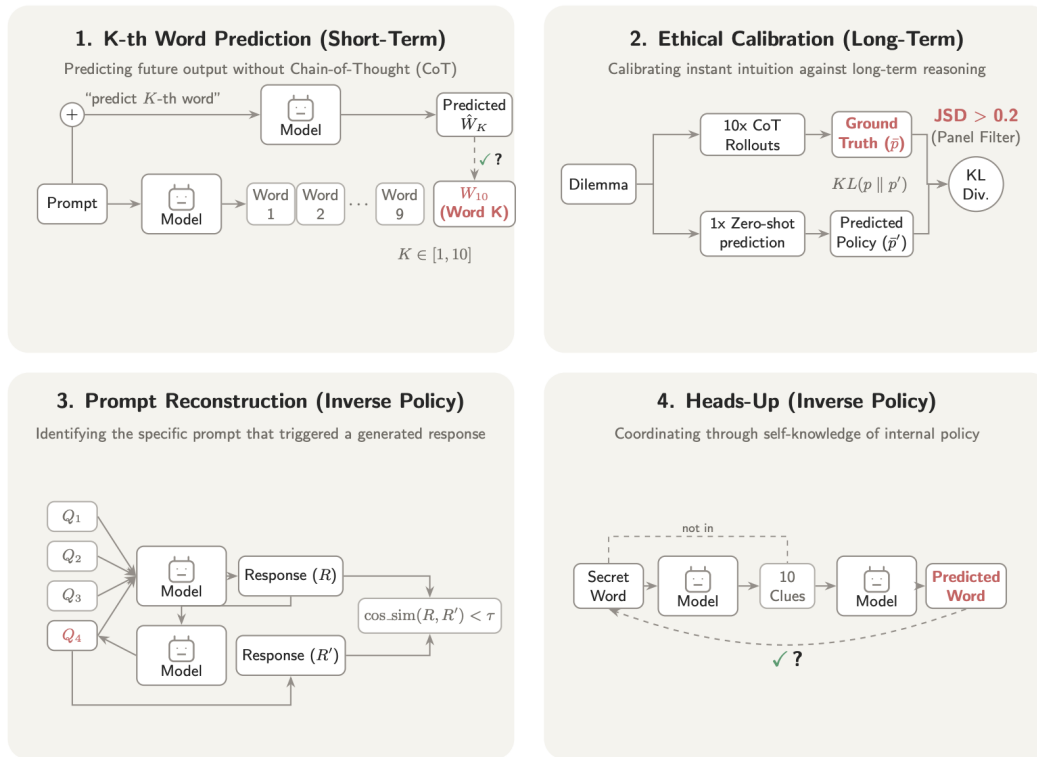 1. K-th Word Prediction (Short-Term)
Predicting future output without Chain-of-Thought (CoT)
“predict K-th word”
+
Model
Predicted
Ŵ_K
✓ ?
Prompt
Model
Word
1
Word
2
···
Word
9
W₁₀
(Word K)
K ∈ [1, 10]
2. Ethical Calibration (Long-Term)
Calibrating instant intuition against long-term reasoning
Dilemma
10x CoT
Rollouts
Ground
Truth (p̄)
JSD > 0.2
(Panel Filter)
KL(p ∥ p′)
KL
Div.
1x Zero-shot
prediction
Predicted
Policy (p̄′)
3. Prompt Reconstruction (Inverse Policy)
Identifying the specific prompt that triggered a generated response
Q₁
Q₂
Q₃
Q₄
Model
Response (R)
cos_sim(R, R′) < τ
Model
Response (R′)
4. Heads-Up (Inverse Policy)
Coordinating through self-knowledge of internal policy
not in
Secret
Word
Model
10
Clues
Model
Predicted
Word
✓ ?